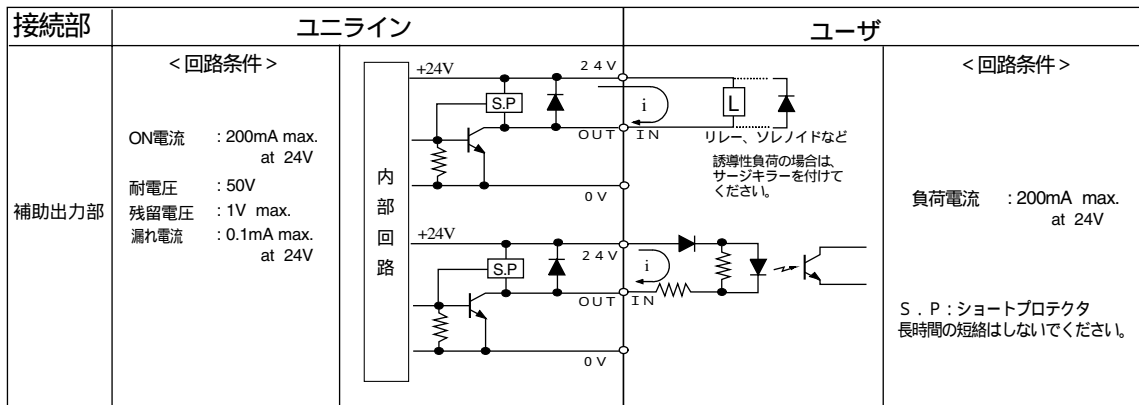 接続部
ユニライン
ユーザ
補助出力部
<回路条件>
ON電流 : 200mA max.
at 24V
耐電圧 : 50V
残留電圧 : 1V max.
漏れ電流 : 0.1mA max.
at 24V
内部回路
+24V
24V
S.P
i
L
OUT
IN
リレー、ソレノイドなど
誘導性負荷の場合は、
サージキラーを付けて
ください。
0V
+24V
24V
S.P
i
OUT
IN
0V
<回路条件>
負荷電流 : 200mA max.
at 24V
S.P:ショートプロテクタ
長時間の短絡はしないでください。